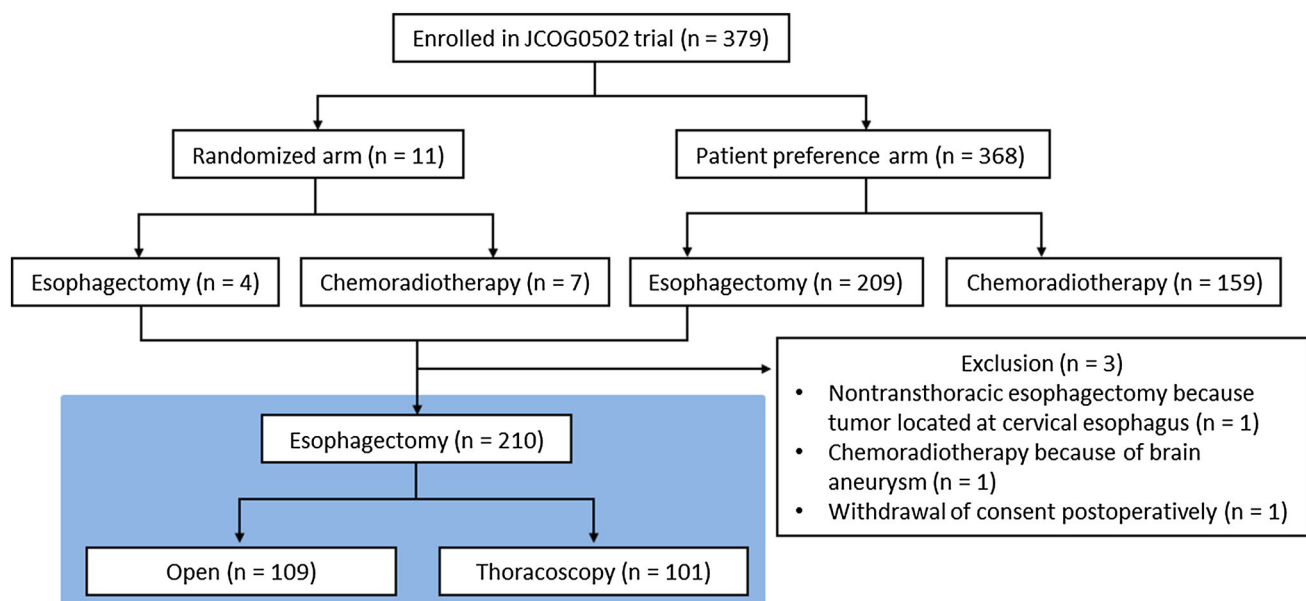 Enrolled in JCOG0502 trial (n = 379)
Randomized arm (n = 11)
Patient preference arm (n = 368)
Esophagectomy (n = 4)
Chemoradiotherapy (n = 7)
Esophagectomy (n = 209)
Chemoradiotherapy (n = 159)
Exclusion (n = 3)
• Nontransthoracic esophagectomy because
tumor located at cervical esophagus (n = 1)
• Chemoradiotherapy because of brain
aneurysm (n = 1)
• Withdrawal of consent postoperatively (n = 1)
Esophagectomy (n = 210)
Open (n = 109)
Thoracoscopy (n = 101)